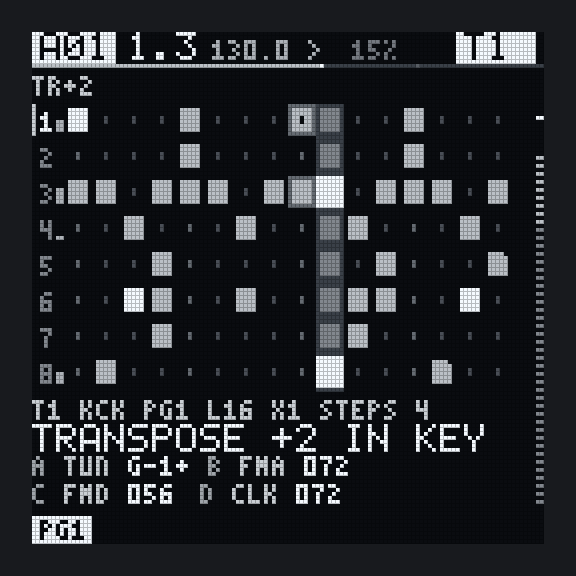 A01 1.3 130.0 > 15% T1
TR+2
1
2
3
4
5
6
7
8
T1 KCK PG1 L16 X1 STEPS 4
TRANSPOSE +2 IN KEY
A TUN G-1+ B FMA 072
C FMD 056 D CLK 072
PG1